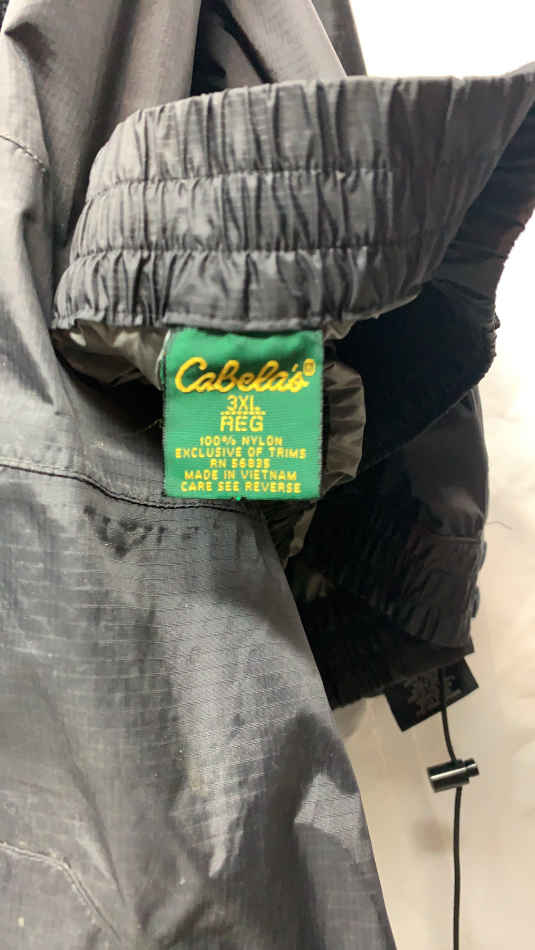 Cabela's®
3XL
REG
100% NYLON
EXCLUSIVE OF TRIMS
RN 56835
MADE IN VIETNAM
CARE SEE REVERSE